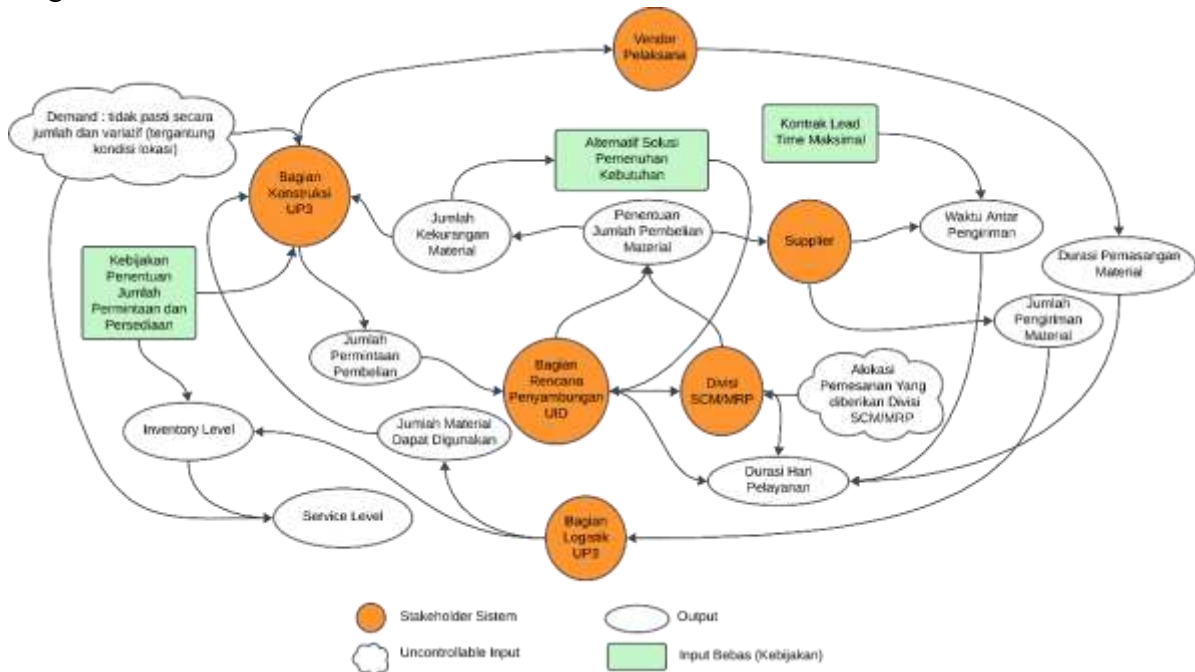 Vendor
Pelaksana
Demand : tidak pasti secara
jumlah dan variatif (tergantung
kondisi lokasi)
Kontrak Lead
Time Maksimal
Alternatif Solusi
Pemenuhan
Kebutuhan
Bagian
Konstruksi
UP3
Jumlah
Kekurangan
Material
Penentuan
Jumlah Pembelian
Material
Supplier
Waktu Antar
Pengiriman
Durasi Pemasangan
Material
Kebijakan
Penentuan
Jumlah
Permintaan dan
Persediaan
Jumlah
Pengiriman
Material
Jumlah
Permintaan
Pembelian
Bagian
Rencana
Penyambungan
UID
Divisi
SCM/MRP
Alokasi
Pemesanan Yang
diberikan Divisi
SCM/MRP
Inventory Level
Jumlah Material
Dapat Digunakan
Durasi Hari
Pelayanan
Service Level
Bagian
Logistik
UP3
Stakeholder Sistem
Output
Uncontrollable Input
Input Bebas (Kebijakan)